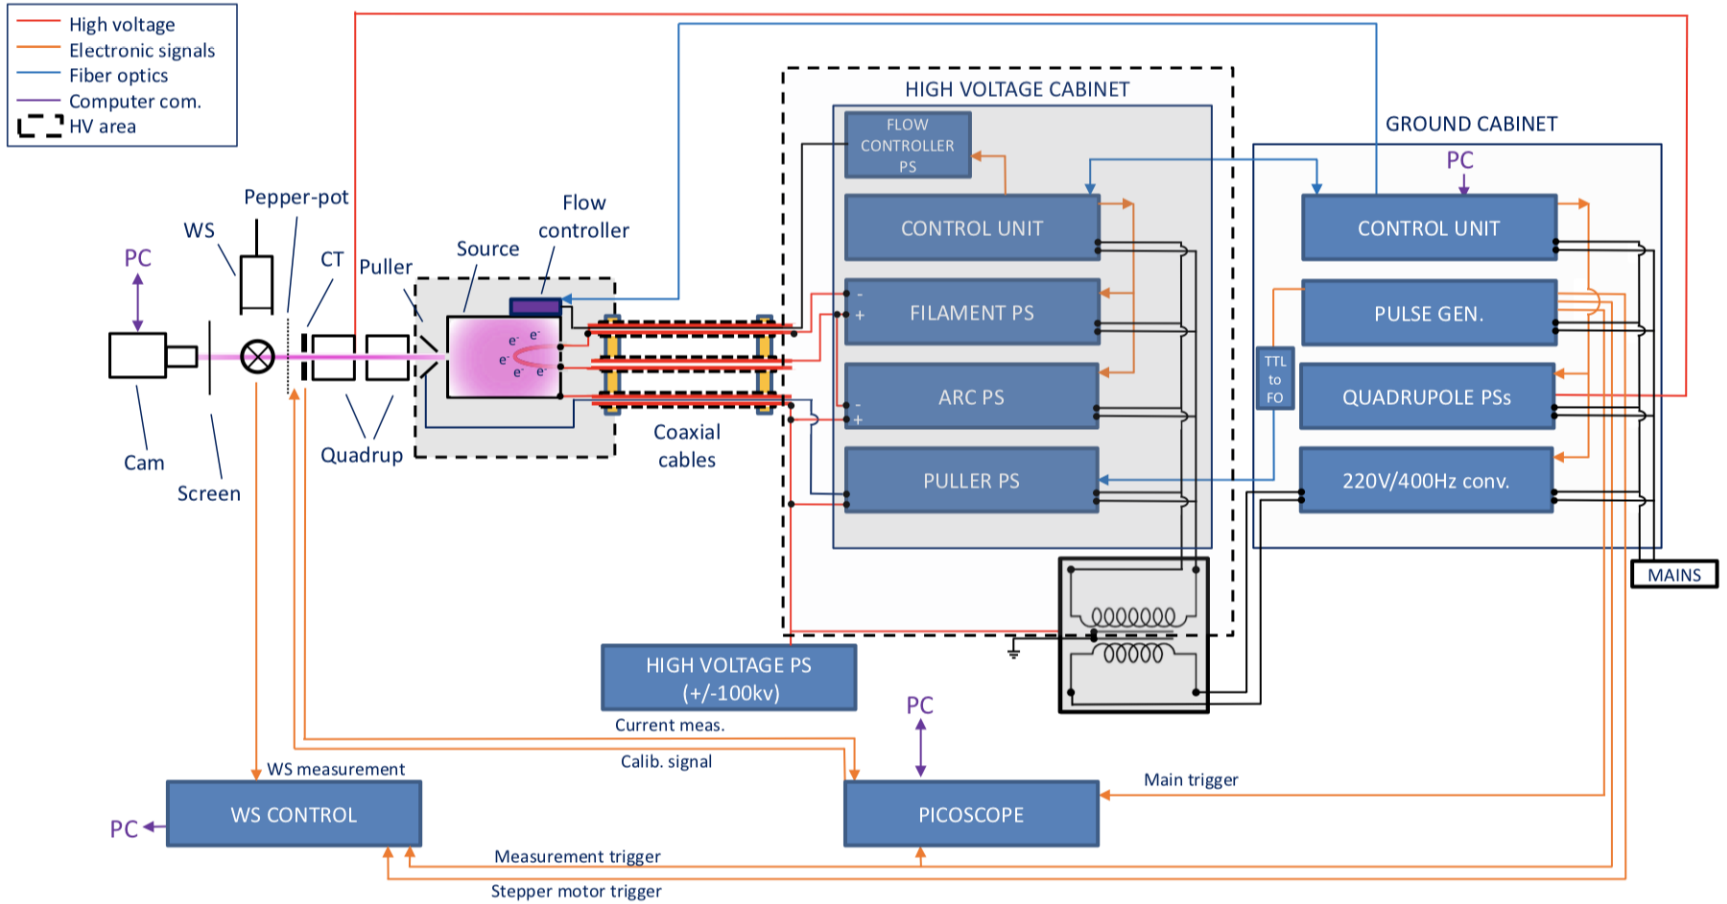 High voltage
Electronic signals
Fiber optics
Computer com.
HV area
HIGH VOLTAGE CABINET
GROUND CABINET
FLOW
CONTROLLER
PS
PC
Pepper-pot
WS
CT
Puller
Source
Flow
controller
PC
CONTROL UNIT
CONTROL UNIT
-
+
FILAMENT PS
PULSE GEN.
e-
e-
e-
e-
e-
TTL
to
FO
-
+
ARC PS
QUADRUPOLE PSs
Cam
Screen
Quadrup
Coaxial
cables
PULLER PS
220V/400Hz conv.
MAINS
HIGH VOLTAGE PS
(+/-100kv)
PC
Current meas.
Calib. signal
WS measurement
Main trigger
PC
WS CONTROL
PICOSCOPE
Measurement trigger
Stepper motor trigger